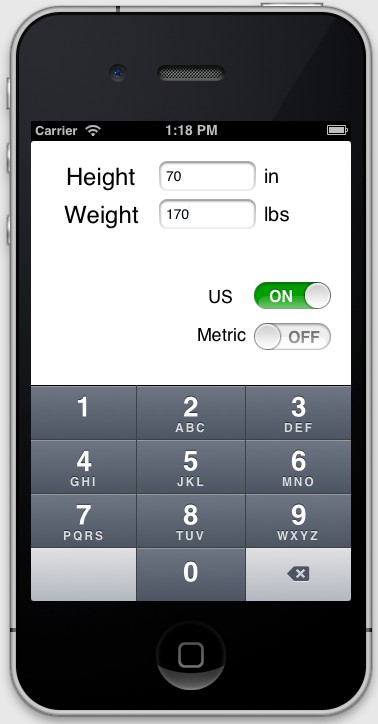 Carrier 1:18 PM
Height 70 in
Weight 170 lbs
US ON
Metric OFF
1 2 3
ABC DEF
4 5 6
GHI JKL MNO
7 8 9
PQRS TUV WXYZ
0